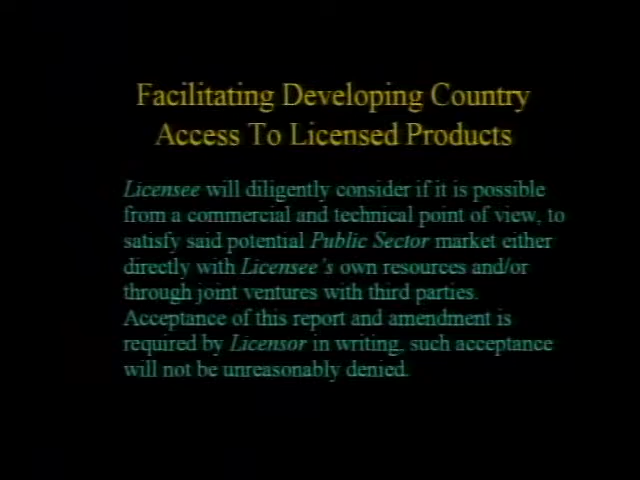 Facilitating Developing Country
Access To Licensed Products
Licensee will diligently consider if it is possible
from a commercial and technical point of view, to
satisfy said potential Public Sector market either
directly with Licensee's own resources and/or
through joint ventures with third parties.
Acceptance of this report and amendment is
required by Licensor in writing, such acceptance
will not be unreasonably denied.